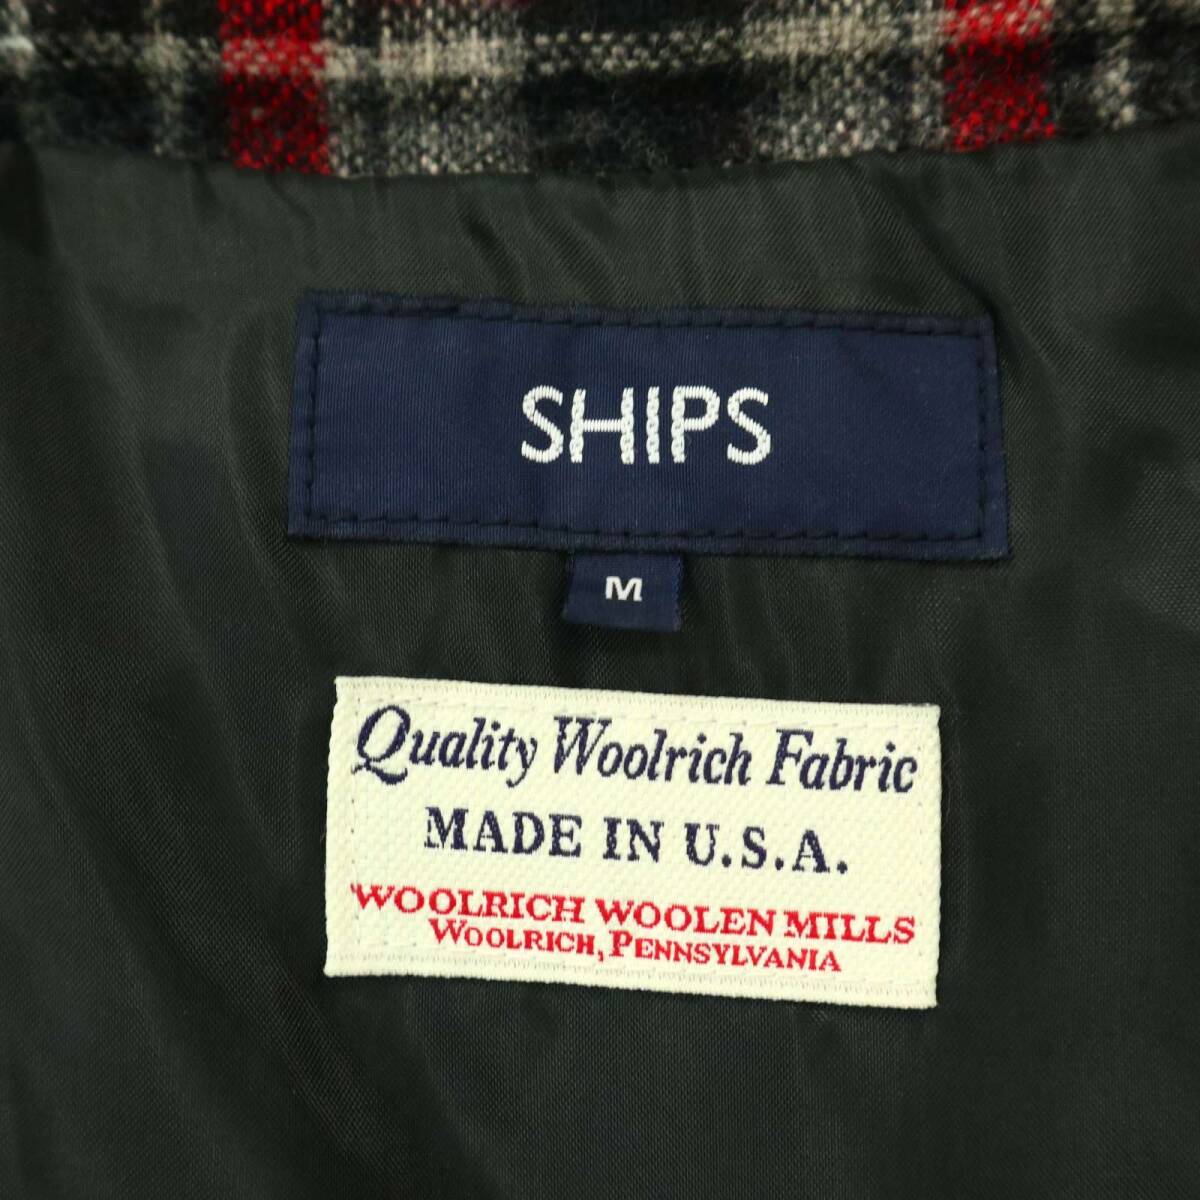 SHIPS
M
Quality Woolrich Fabric
MADE IN U.S.A.
WOOLRICH WOOLEN MILLS
WOOLRICH, PENNSYLVANIA